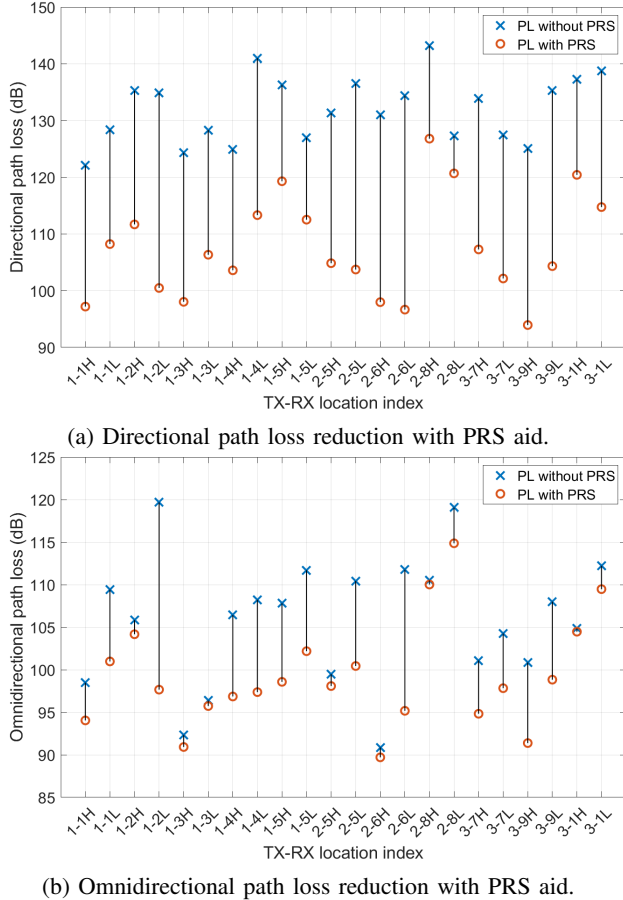 150
140
130
120
110
100
90
Directional path loss (dB)
PL without PRS
PL with PRS
1-1H 1-1L 1-2H 1-2L 1-3H 1-3L 1-4H 1-4L 1-5H 1-5L 2-5H 2-5L 2-6H 2-6L 2-8H 2-8L 3-7H 3-7L 3-9H 3-9L 3-1H 3-1L
TX-RX location index
(a) Directional path loss reduction with PRS aid.
125
120
115
110
105
100
95
90
85
Omnidirectional path loss (dB)
PL without PRS
PL with PRS
1-1H 1-1L 1-2H 1-2L 1-3H 1-3L 1-4H 1-4L 1-5H 1-5L 2-5H 2-5L 2-6H 2-6L 2-8H 2-8L 3-7H 3-7L 3-9H 3-9L 3-1H 3-1L
TX-RX location index
(b) Omnidirectional path loss reduction with PRS aid.